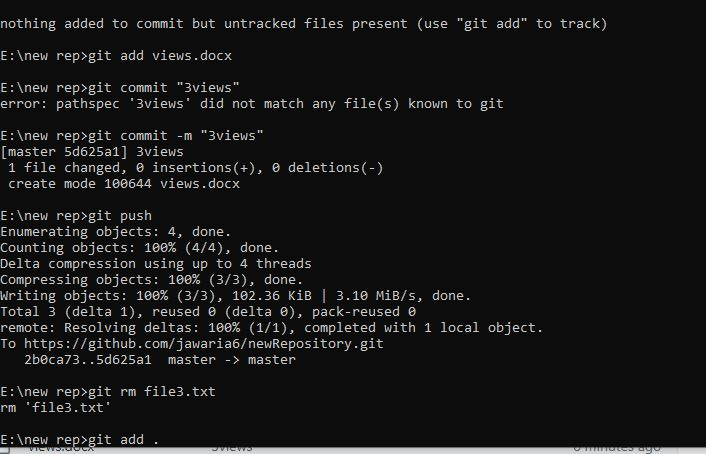 nothing added to commit but untracked files present (use "git add" to track)
E:\new rep>git add views.docx
E:\new rep>git commit "3views"
error: pathspec '3views' did not match any file(s) known to git
E:\new rep>git commit -m "3views"
[master 5d625a1] 3views
 1 file changed, 0 insertions(+), 0 deletions(-)
 create mode 100644 views.docx
E:\new rep>git push
Enumerating objects: 4, done.
Counting objects: 100% (4/4), done.
Delta compression using up to 4 threads
Compressing objects: 100% (3/3), done.
Writing objects: 100% (3/3), 102.36 KiB | 3.10 MiB/s, done.
Total 3 (delta 1), reused 0 (delta 0), pack-reused 0
remote: Resolving deltas: 100% (1/1), completed with 1 local object.
To https://github.com/jawaria6/newRepository.git
   2b0ca73..5d625a1  master -> master
E:\new rep>git rm file3.txt
rm 'file3.txt'
E:\new rep>git add .
views.docx 3views 6 minutes ago